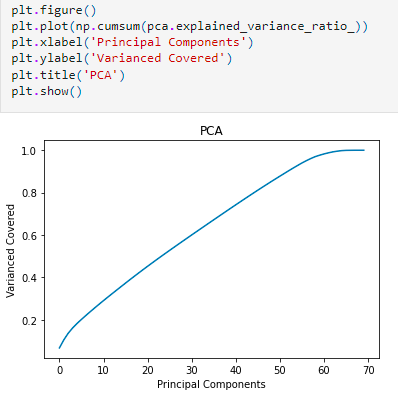 plt.figure()
plt.plot(np.cumsum(pca.explained_variance_ratio_))
plt.xlabel('Principal Components')
plt.ylabel('Varianced Covered')
plt.title('PCA')
plt.show()
PCA
1.0
0.8
0.6
0.4
0.2
Varianced Covered
0 10 20 30 40 50 60 70
Principal Components